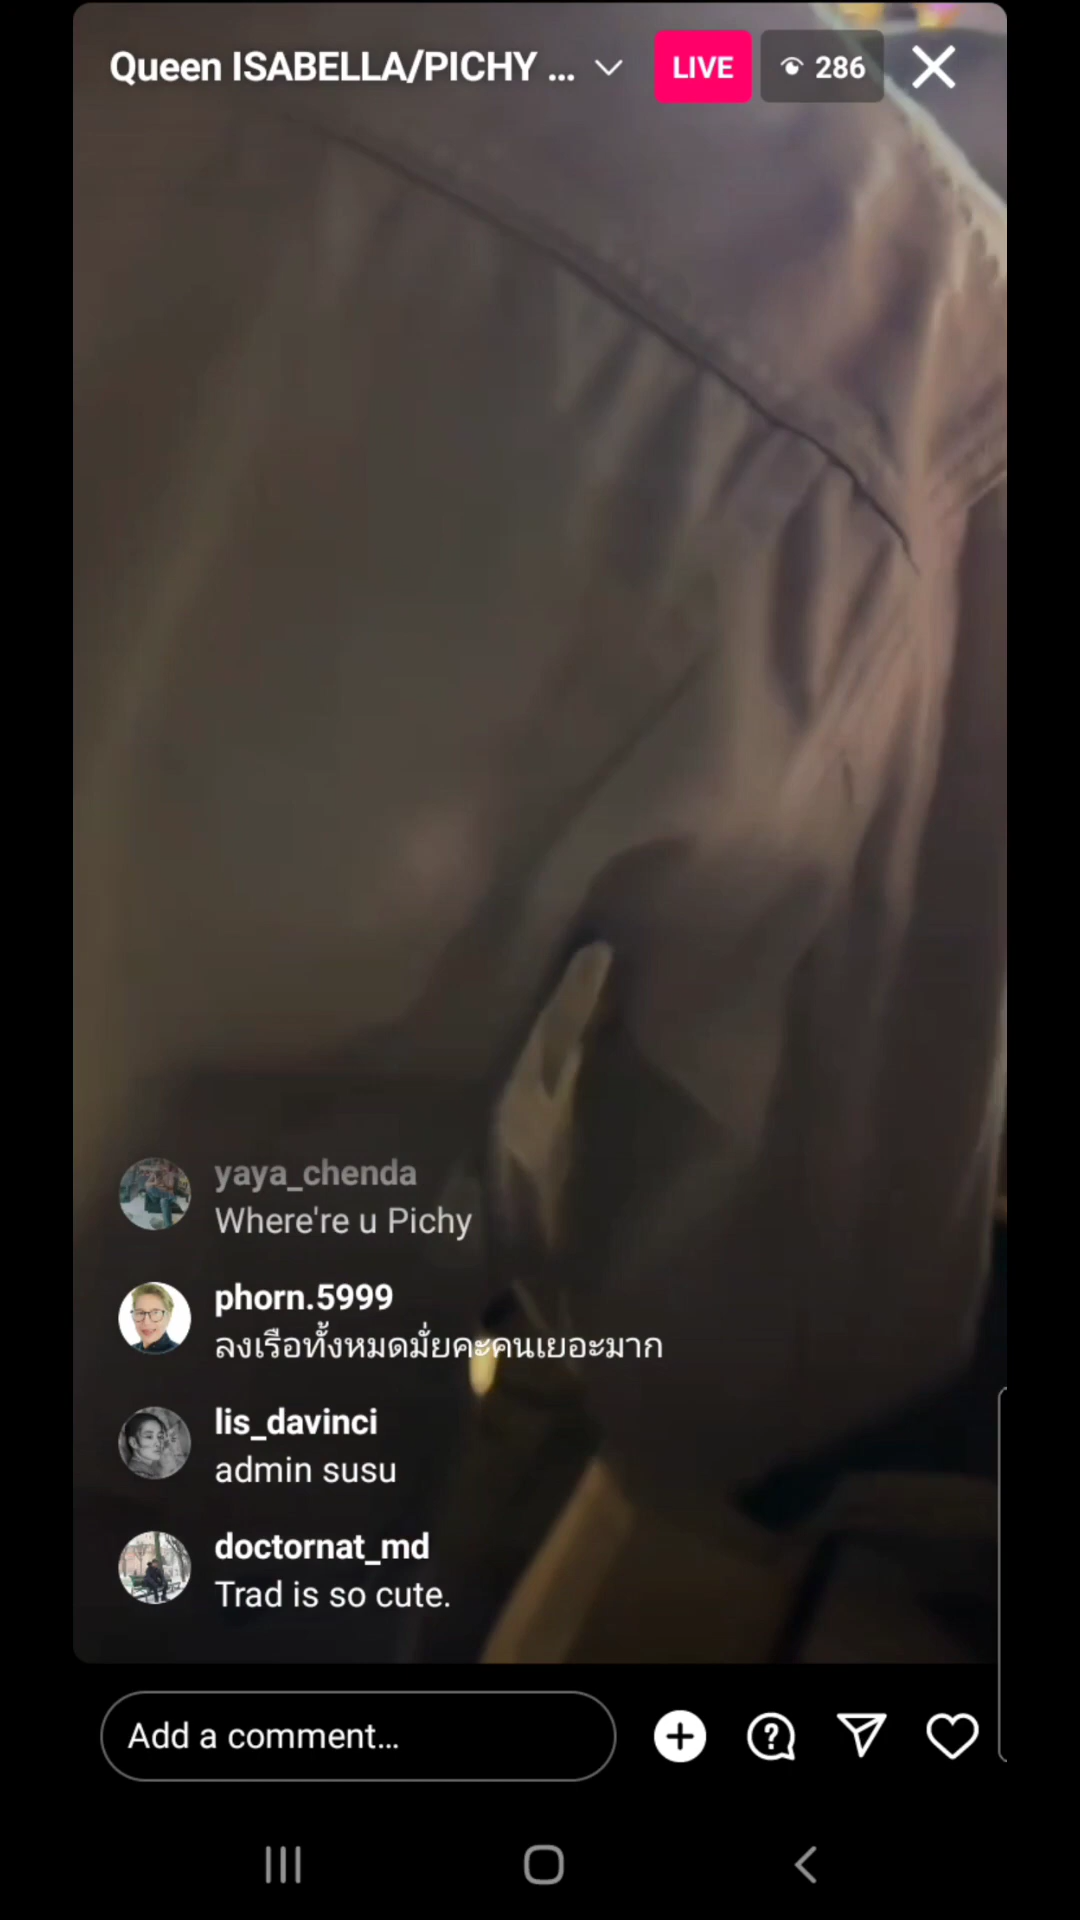 Queen ISABELLA/PICHY ...
LIVE
286
yaya_chenda
Where're u Pichy
phorn.5999
ลงเรือทั้งหมดมั่ยคะคนเยอะมาก
lis_davinci
admin susu
doctornat_md
Trad is so cute.
Add a comment...